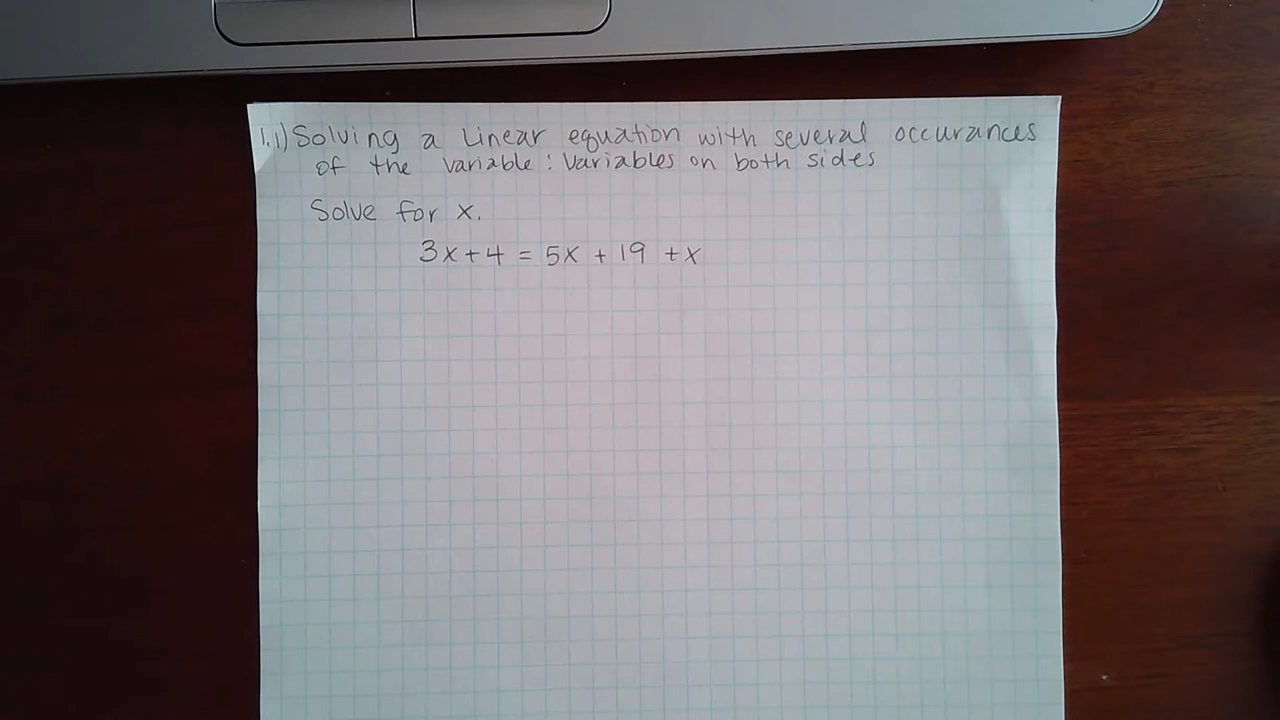 1.1) Solving a Linear equation with several occurances
of the variable: Variables on both sides
Solve for x.
3x+4 = 5x + 19 + x